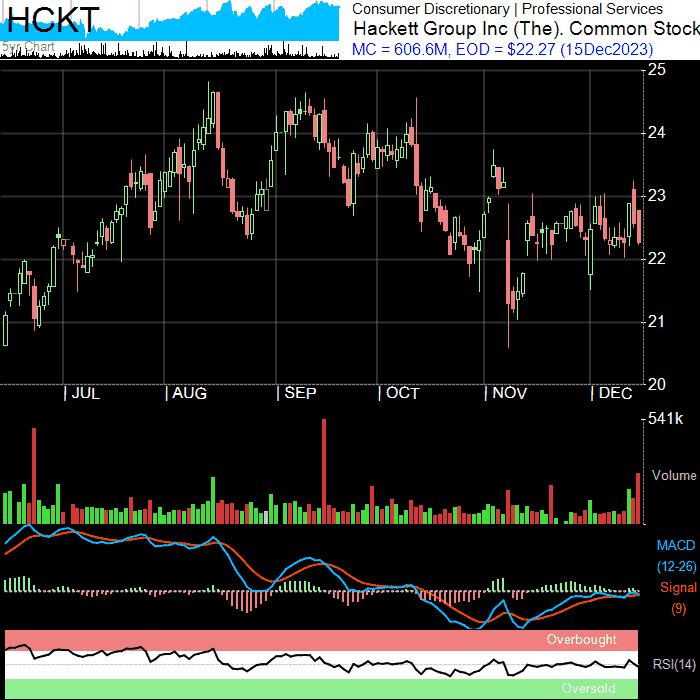 HCKT
5yr Chart
Consumer Discretionary | Professional Services
Hackett Group Inc (The). Common Stock
MC = 606.6M, EOD = $22.27 (15Dec2023)
25
24
23
22
21
20
| JUL | AUG | SEP | OCT | NOV | DEC
541k
Volume
MACD
(12-26)
Signal
(9)
Overbought
RSI(14)
Oversold